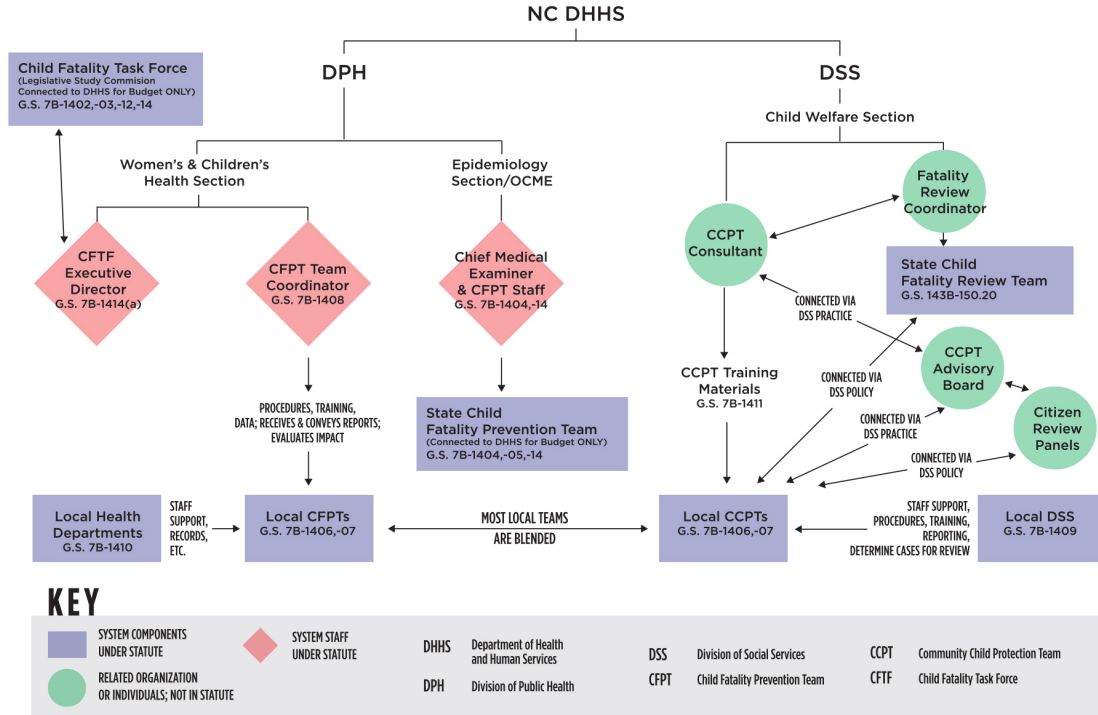 NC DHHS
Child Fatality Task Force
(Legislative Study Commision
Connected to DHHS for Budget ONLY)
G.S. 7B-1402,-03,-12,-14
DPH
DSS
Child Welfare Section
Women's & Children's
Health Section
Epidemiology
Section/OCME
Fatality
Review
Coordinator
CCPT
Consultant
CFTF
Executive
Director
G.S. 7B-1414(a)
CFPT Team
Coordinator
G.S. 7B-1408
Chief Medical
Examiner
& CFPT Staff
G.S. 7B-1404,-14
State Child
Fatality Review Team
G.S. 143B-150.20
CONNECTED VIA
DSS PRACTICE
CCPT
Advisory
Board
CCPT Training
Materials
G.S. 7B-1411
CONNECTED VIA
DSS POLICY
Citizen
Review
Panels
PROCEDURES, TRAINING,
DATA; RECEIVES & CONVEYS REPORTS;
EVALUATES IMPACT
State Child
Fatality Prevention Team
(Connected to DHHS for Budget ONLY)
G.S. 7B-1404,-05,-14
CONNECTED VIA
DSS PRACTICE
CONNECTED VIA
DSS POLICY
Local Health
Departments
G.S. 7B-1410
STAFF
SUPPORT,
RECORDS,
ETC.
Local CFPTs
G.S. 7B-1406,-07
MOST LOCAL TEAMS
ARE BLENDED
Local CCPTs
G.S. 7B-1406,-07
STAFF SUPPORT,
PROCEDURES, TRAINING,
REPORTING,
DETERMINE CASES FOR REVIEW
Local DSS
G.S. 7B-1409
KEY
SYSTEM COMPONENTS
UNDER STATUTE
SYSTEM STAFF
UNDER STATUTE
RELATED ORGANIZATION
OR INDIVIDUALS; NOT IN STATUTE
DHHS Department of Health
and Human Services
DPH Division of Public Health
DSS Division of Social Services
CFPT Child Fatality Prevention Team
CCPT Community Child Protection Team
CFTF Child Fatality Task Force